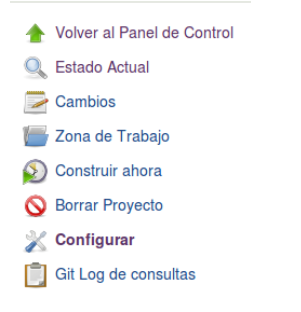 Volver al Panel de Control
Estado Actual
Cambios
Zona de Trabajo
Construir ahora
Borrar Proyecto
Configurar
Git Log de consultas